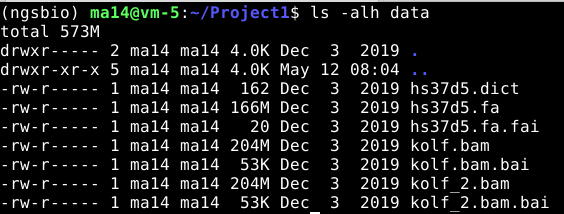 (ngsbio) ma14@vm-5:~/Project1$ ls -alh data
total 573M
drwxr-x--- 2 ma14 ma14 4.0K Dec  3  2019 .
drwxr-xr-x 5 ma14 ma14 4.0K May 12 08:04 ..
-rw-r----- 1 ma14 ma14  162 Dec  3  2019 hs37d5.dict
-rw-r----- 1 ma14 ma14 166M Dec  3  2019 hs37d5.fa
-rw-r----- 1 ma14 ma14   20 Dec  3  2019 hs37d5.fa.fai
-rw-r----- 1 ma14 ma14 204M Dec  3  2019 kolf.bam
-rw-r----- 1 ma14 ma14  53K Dec  3  2019 kolf.bam.bai
-rw-r----- 1 ma14 ma14 204M Dec  3  2019 kolf_2.bam
-rw-r----- 1 ma14 ma14  53K Dec  3  2019 kolf_2.bam.bai